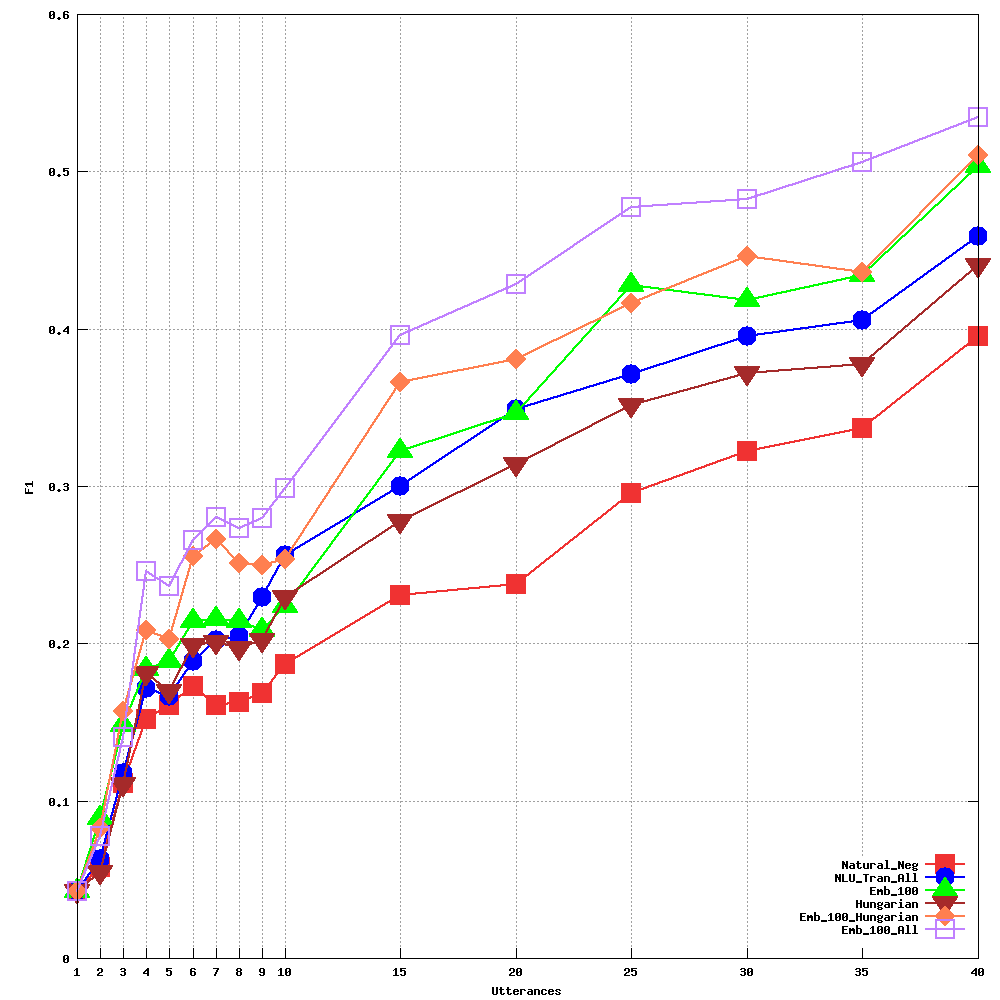 0.6
0.5
0.4
0.3
0.2
0.1
0
F1
Natural_Neg
NLU_Tran_All
Emb_100
Hungarian
Emb_100_Hungarian
Emb_100_All
1 2 3 4 5 6 7 8 9 10 15 20 25 30 35 40
Utterances